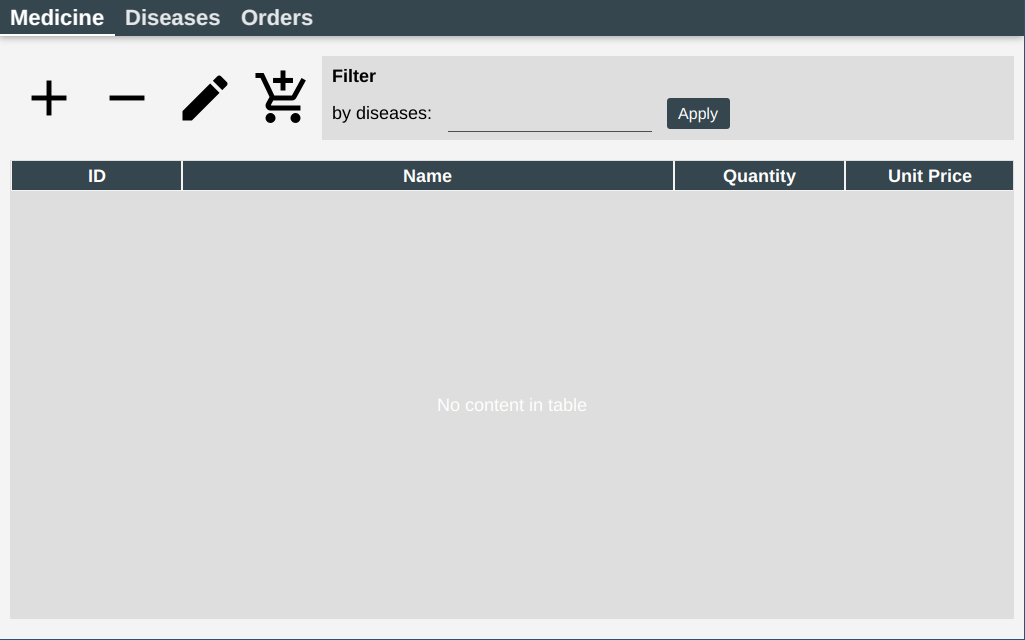 Medicine Diseases Orders
Filter
by diseases: Apply
ID Name Quantity Unit Price
No content in table